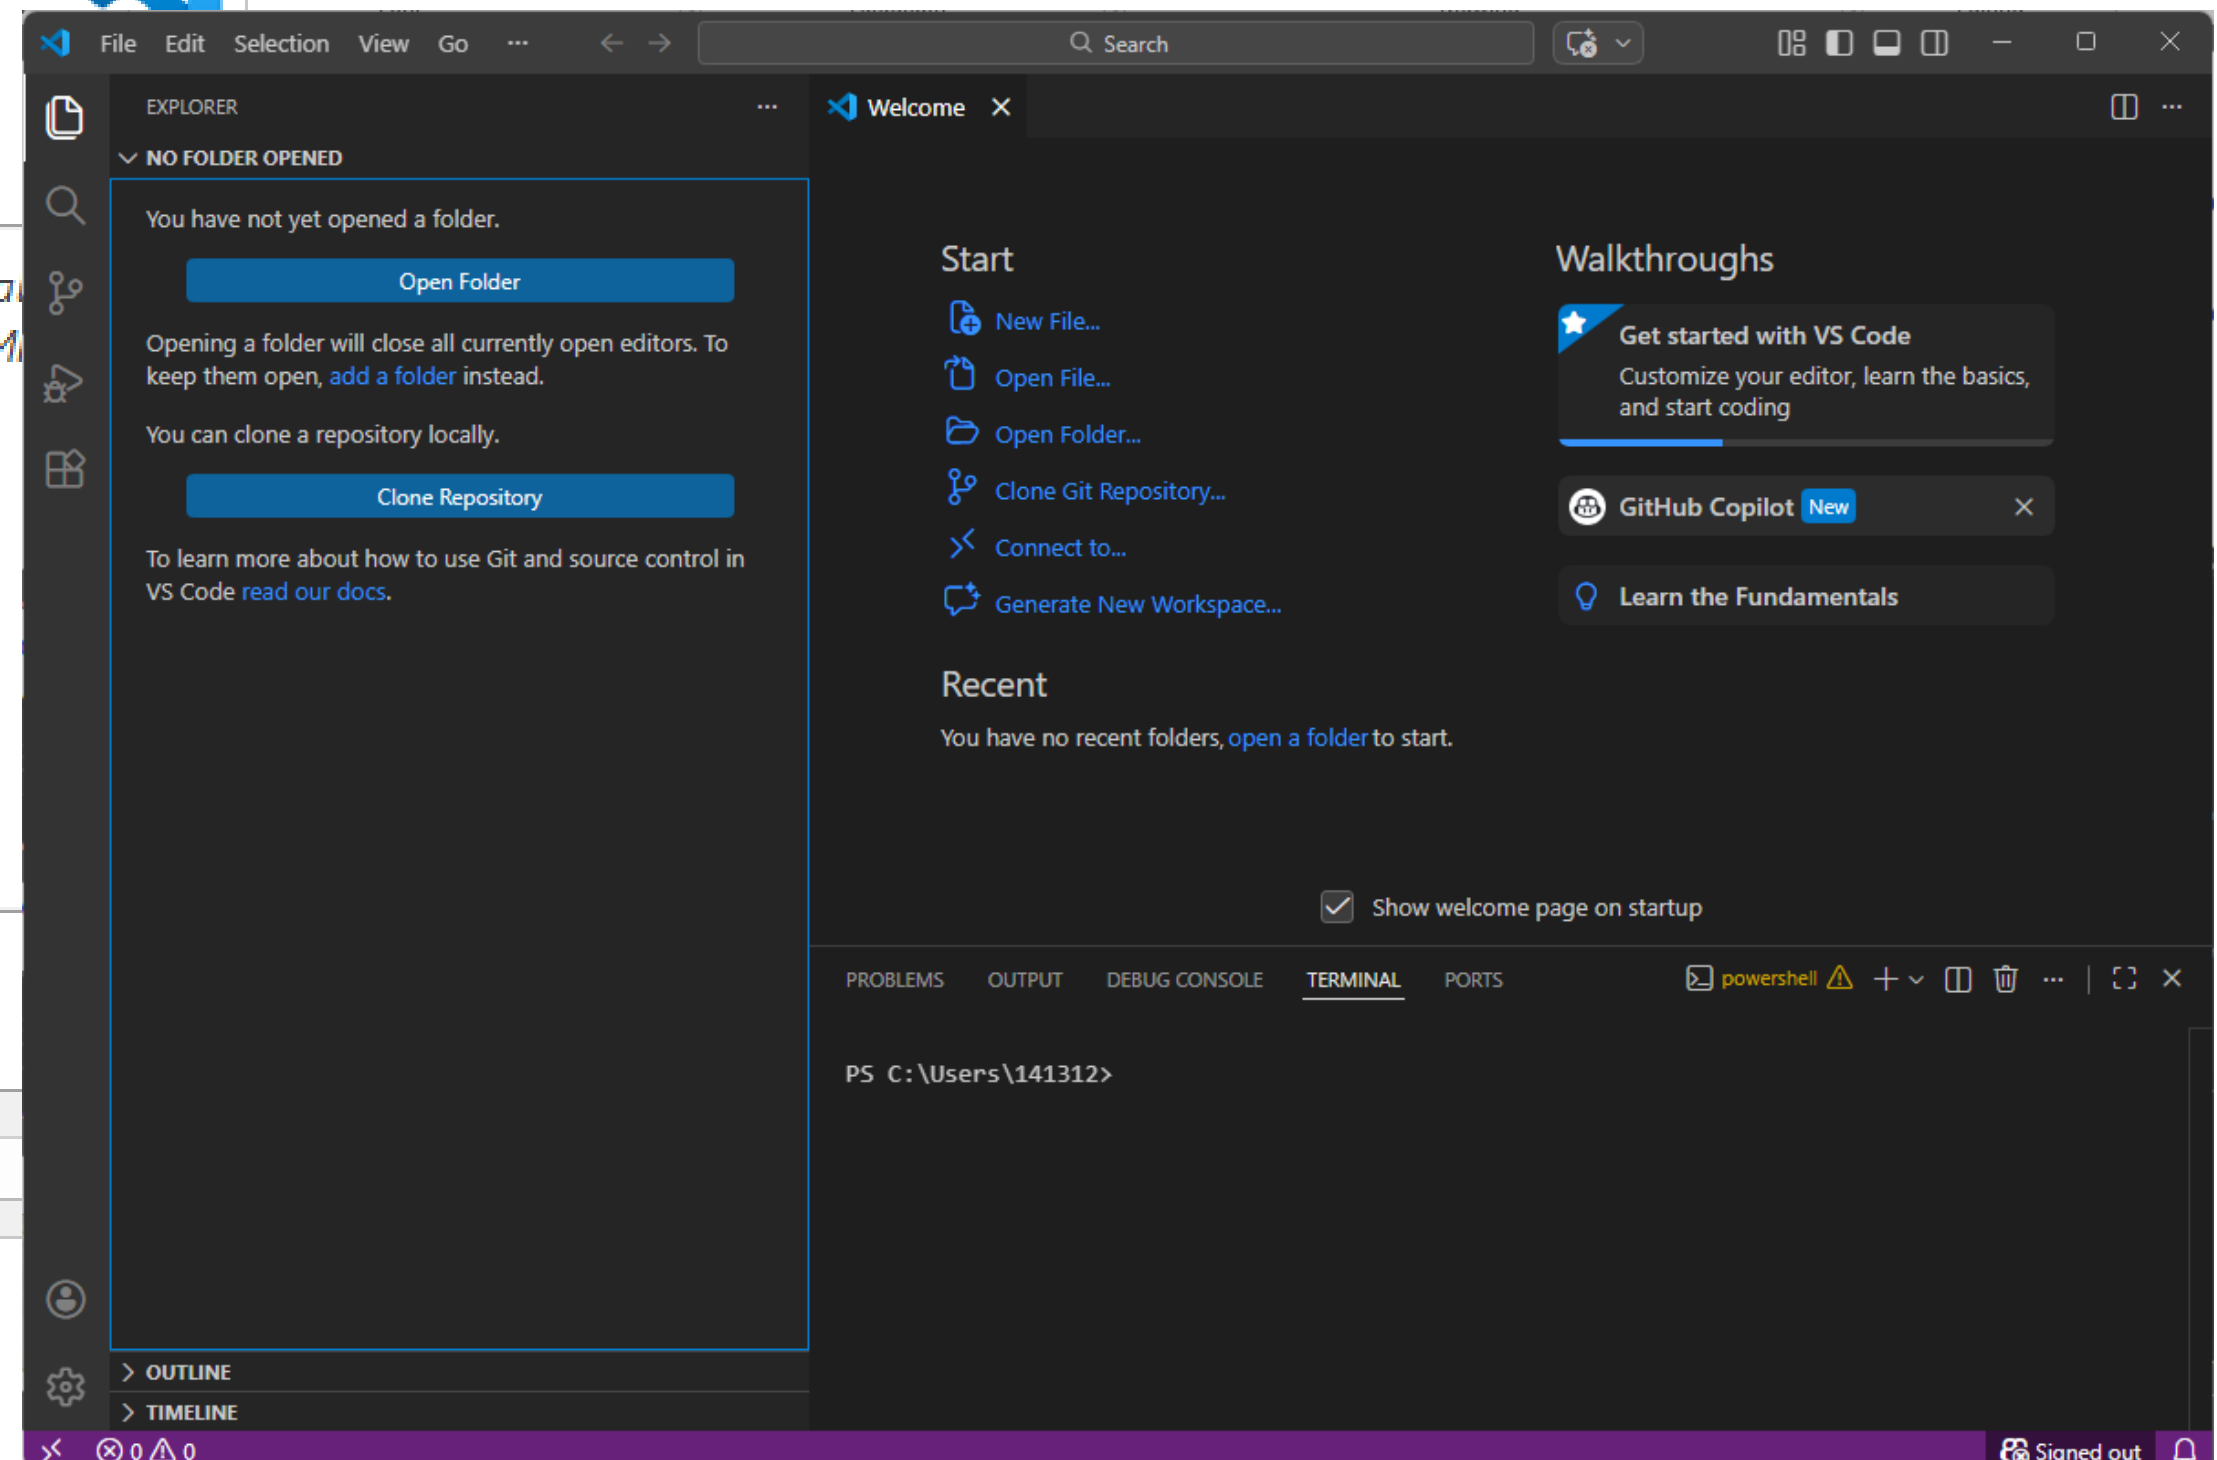 File Edit Selection View Go ···
Search
EXPLORER
NO FOLDER OPENED
You have not yet opened a folder.
Open Folder
Opening a folder will close all currently open editors. To
keep them open, add a folder instead.
You can clone a repository locally.
Clone Repository
To learn more about how to use Git and source control in
VS Code read our docs.
OUTLINE
TIMELINE
Welcome
Start
New File...
Open File...
Open Folder...
Clone Git Repository...
Connect to...
Generate New Workspace...
Recent
You have no recent folders, open a folder to start.
Walkthroughs
Get started with VS Code
Customize your editor, learn the basics,
and start coding
GitHub Copilot New
Learn the Fundamentals
Show welcome page on startup
PROBLEMS OUTPUT DEBUG CONSOLE TERMINAL PORTS
powershell
PS C:\Users\141312>
0 0
Signed out